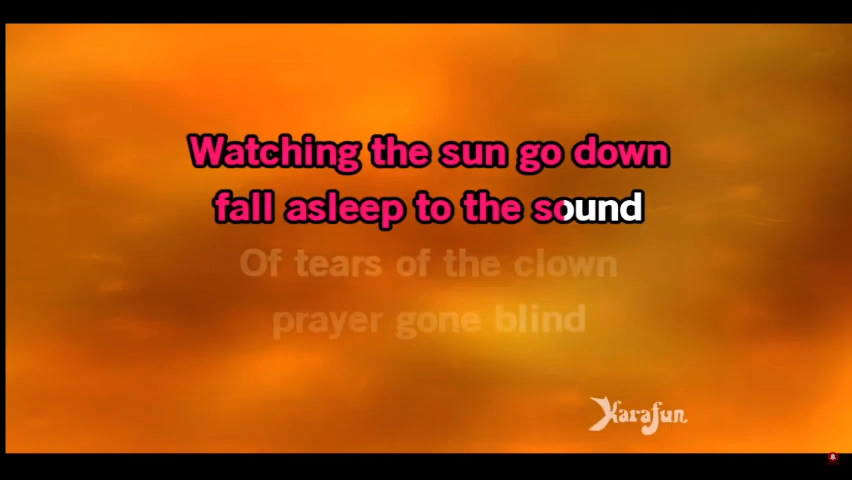 Watching the sun go down
fall asleep to the sound
Of tears of the clown
prayer gone blind
Karafun